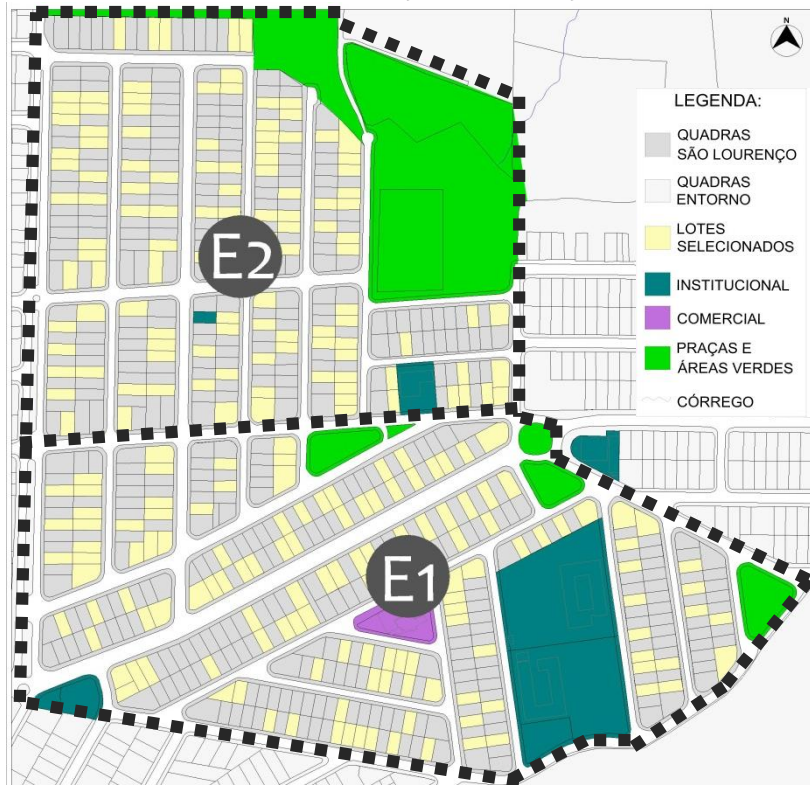 N
LEGENDA:
QUADRAS
SÃO LOURENÇO
QUADRAS
ENTORNO
LOTES
SELECIONADOS
INSTITUCIONAL
COMERCIAL
PRAÇAS E
ÁREAS VERDES
CÓRREGO
E2
E1